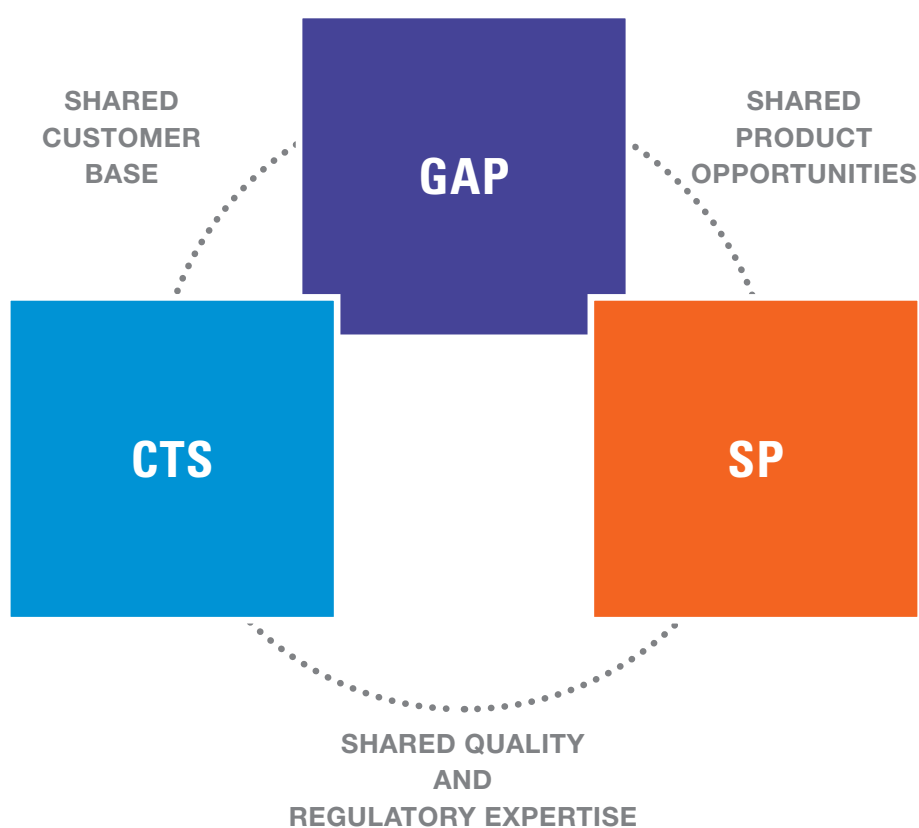 SHARED
CUSTOMER
BASE
GAP
SHARED
PRODUCT
OPPORTUNITIES
CTS
SP
SHARED QUALITY
AND
REGULATORY EXPERTISE